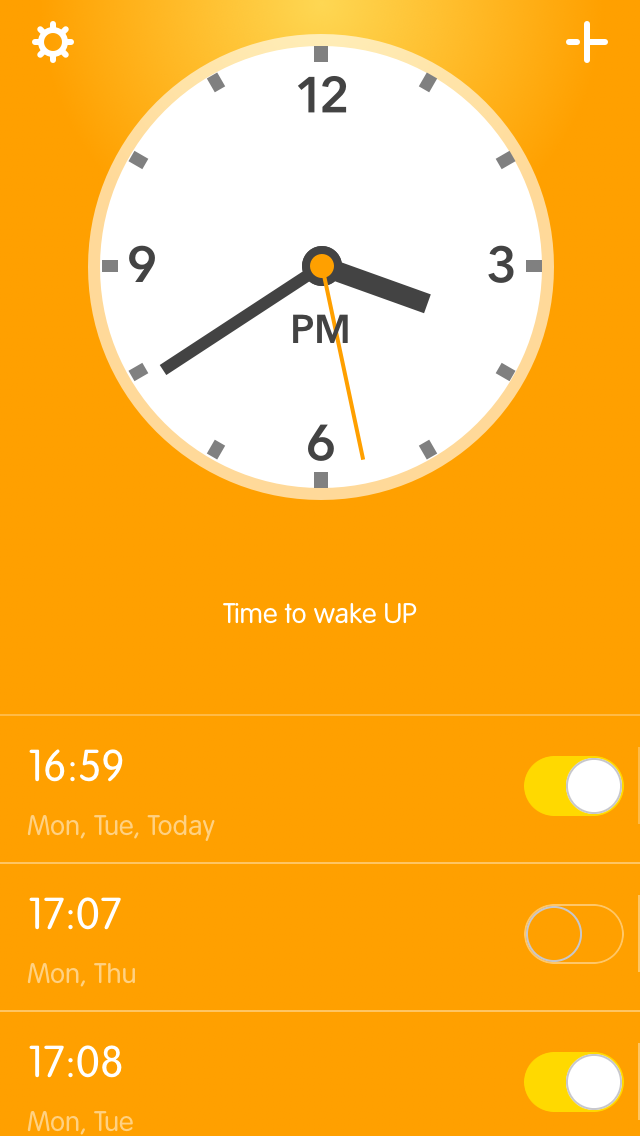 12
9
3
PM
6
Time to wake UP
16:59
Mon, Tue, Today
17:07
Mon, Thu
17:08
Mon, Tue